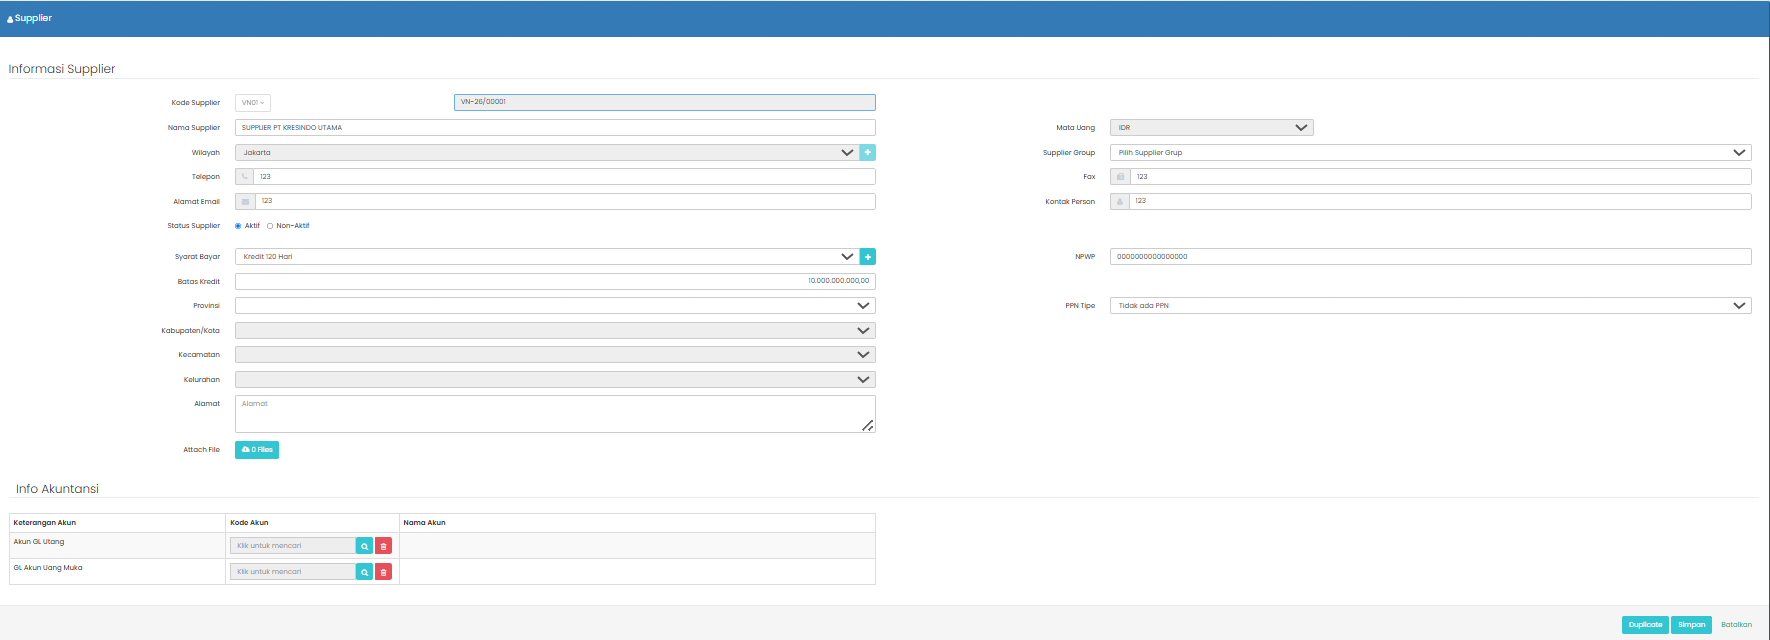 Supplier
Informasi Supplier
Kode Supplier VN01 VN-26/00001
Nama Supplier SUPPLIER PT KRESINDO UTAMA Mata Uang IDR
Wilayah Jakarta + Supplier Group Pilih Supplier Grup
Telepon 123 Fax 123
Alamat Email 123 Kontak Person 123
Status Supplier Aktif Non-Aktif
Syarat Bayar Kredit 120 Hari + NPWP 0000000000000000
Batas Kredit 10.000.000.000,00
Provinsi PPN Tipe Tidak ada PPN
Kabupaten/Kota
Kecamatan
Kelurahan
Alamat Alamat
Attach File 0 Files
Info Akuntansi
Keterangan Akun Kode Akun Nama Akun
Akun GL Utang Klik untuk mencari
GL Akun Uang Muka Klik untuk mencari
Duplicate Simpan Batalkan